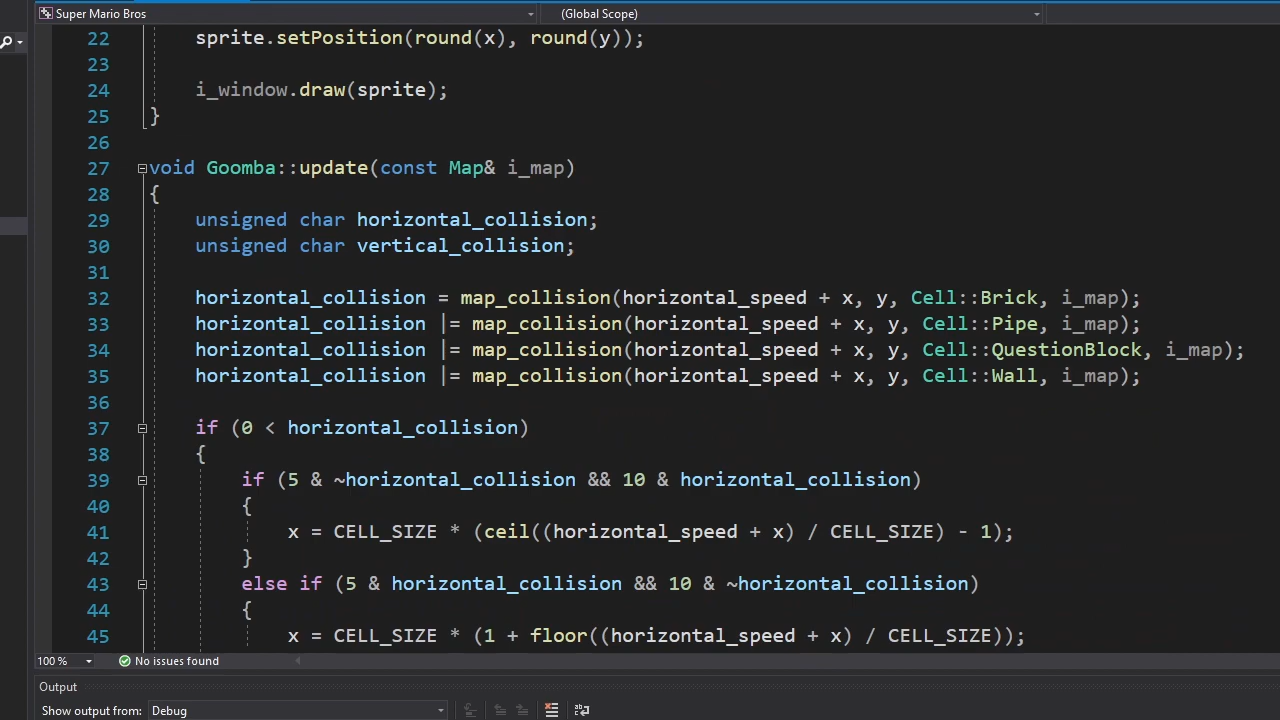 Super Mario Bros (Global Scope)
22 sprite.setPosition(round(x), round(y));
23
24 i_window.draw(sprite);
25 }
26
27 void Goomba::update(const Map& i_map)
28 {
29 unsigned char horizontal_collision;
30 unsigned char vertical_collision;
31
32 horizontal_collision = map_collision(horizontal_speed + x, y, Cell::Brick, i_map);
33 horizontal_collision |= map_collision(horizontal_speed + x, y, Cell::Pipe, i_map);
34 horizontal_collision |= map_collision(horizontal_speed + x, y, Cell::QuestionBlock, i_map);
35 horizontal_collision |= map_collision(horizontal_speed + x, y, Cell::Wall, i_map);
36
37 if (0 < horizontal_collision)
38 {
39 if (5 & ~horizontal_collision && 10 & horizontal_collision)
40 {
41 x = CELL_SIZE * (ceil((horizontal_speed + x) / CELL_SIZE) - 1);
42 }
43 else if (5 & horizontal_collision && 10 & ~horizontal_collision)
44 {
45 x = CELL_SIZE * (1 + floor((horizontal_speed + x) / CELL_SIZE));
100 % No issues found
Output
Show output from: Debug